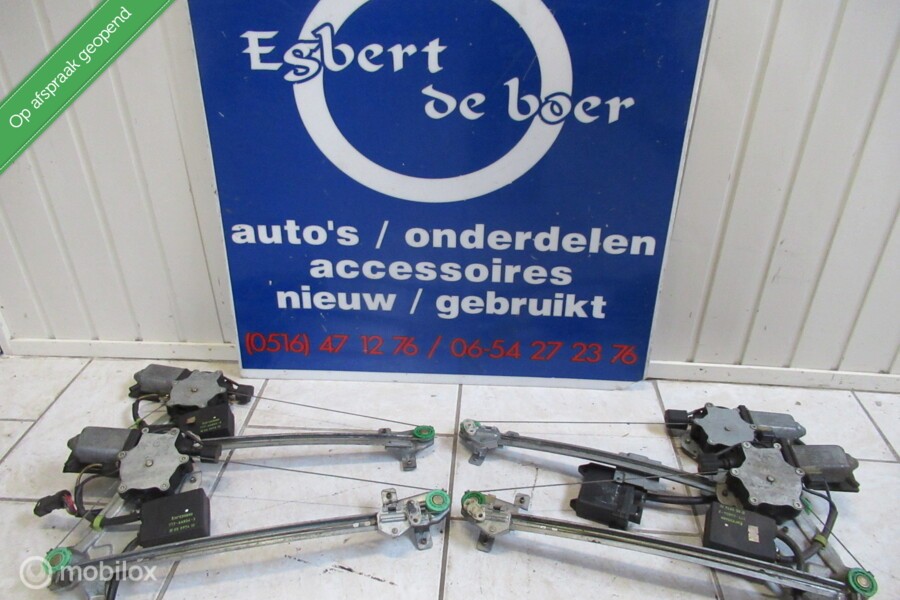 Op afspraak geopend
Egbert
de boer
auto's / onderdelen
accessoires
nieuw / gebruikt
(0516) 47 12 76 / 06-54 27 23 76
mobilox